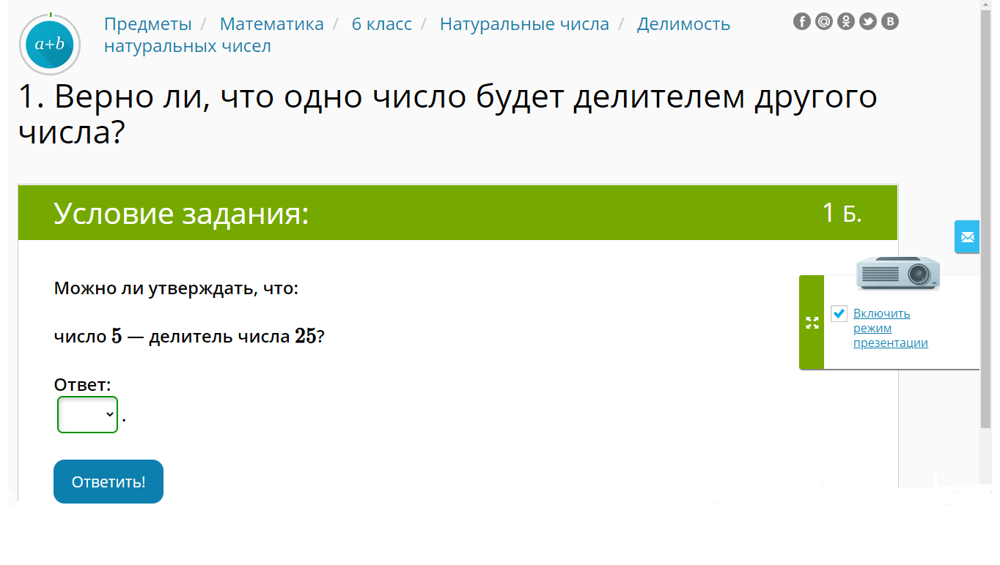 a+b
Предметы / Математика / 6 класс / Натуральные числа / Делимость
натуральных чисел
1. Верно ли, что одно число будет делителем другого
числа?
Условие задания:
1 Б.
Можно ли утверждать, что:
число 5 — делитель числа 25?
Включить
режим
презентации
Ответ:
.
Ответить!